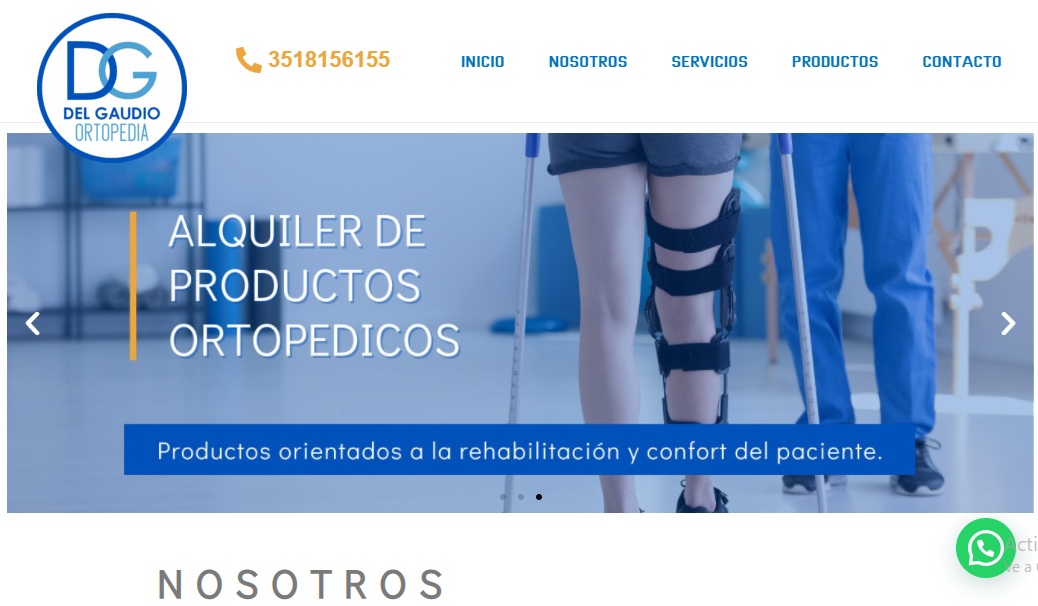 DG
DEL GAUDIO
ORTOPEDIA
3518156155
INICIO
NOSOTROS
SERVICIOS
PRODUCTOS
CONTACTO
ALQUILER DE
PRODUCTOS
ORTOPEDICOS
Productos orientados a la rehabilitación y confort del paciente.
NOSOTROS
Acti
Ve a